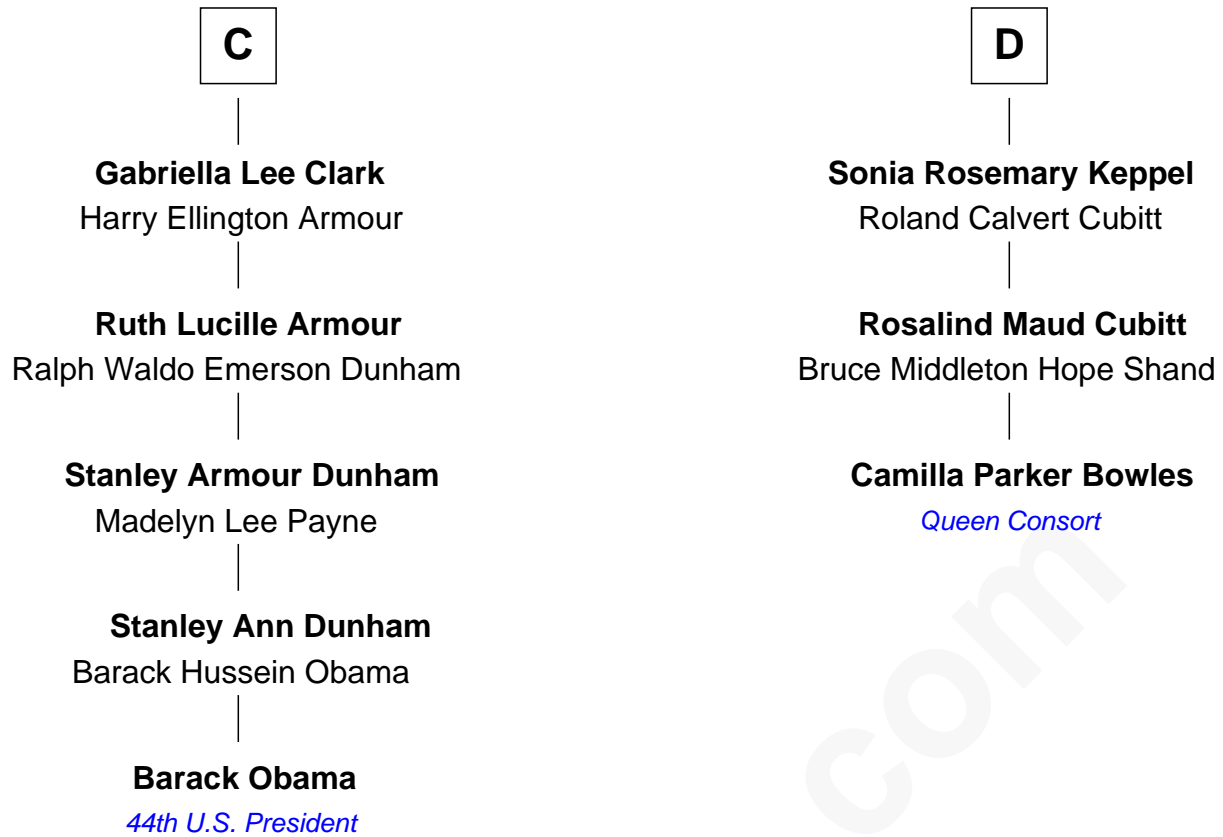 C
Gabriella Lee Clark
Harry Ellington Armour
Ruth Lucille Armour
Ralph Waldo Emerson Dunham
Stanley Armour Dunham
Madelyn Lee Payne
Stanley Ann Dunham
Barack Hussein Obama
Barack Obama
44th U.S. President
D
Sonia Rosemary Keppel
Roland Calvert Cubitt
Rosalind Maud Cubitt
Bruce Middleton Hope Shand
Camilla Parker Bowles
Queen Consort
com